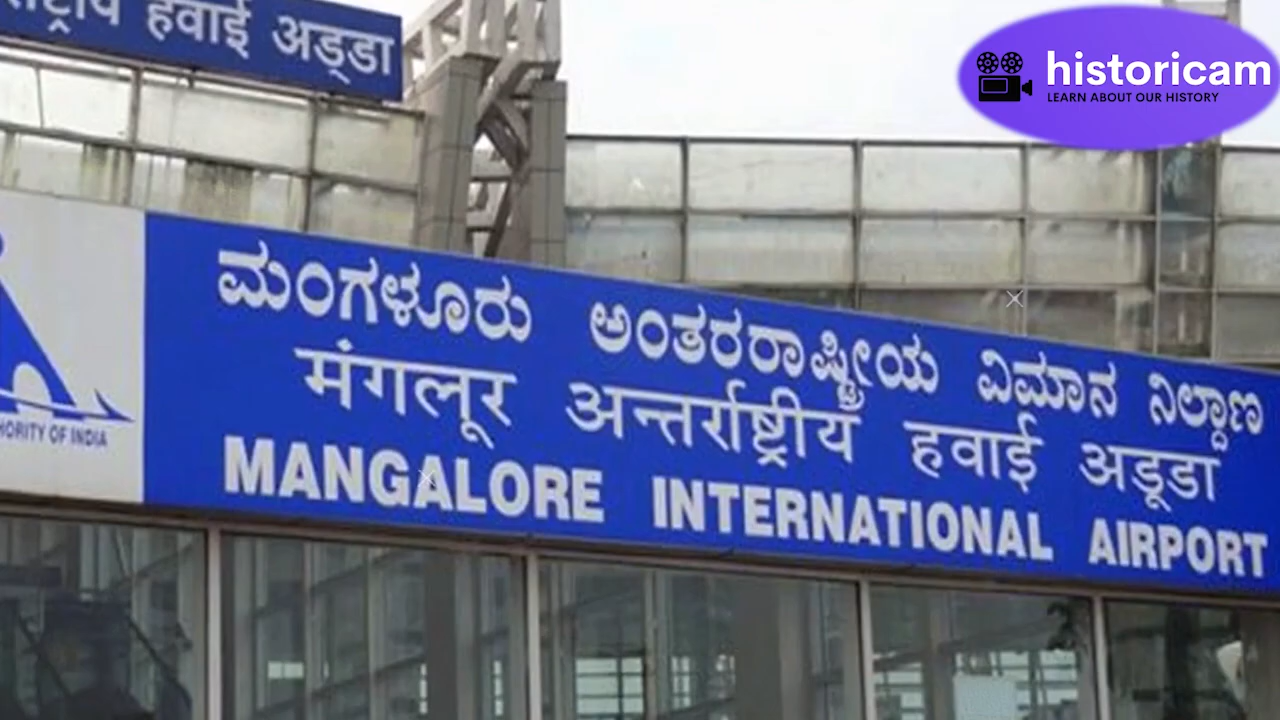 हवाई अड्डा
historicam
LEARN ABOUT OUR HISTORY
ಮಂಗಳೂರು ಅಂತರರಾಷ್ಟ್ರೀಯ ವಿಮಾನ ನಿಲ್ದಾಣ
मंगलूर अन्तर्राष्ट्रीय हवाई अडूडा
MANGALORE INTERNATIONAL AIRPORT
OF INDIA